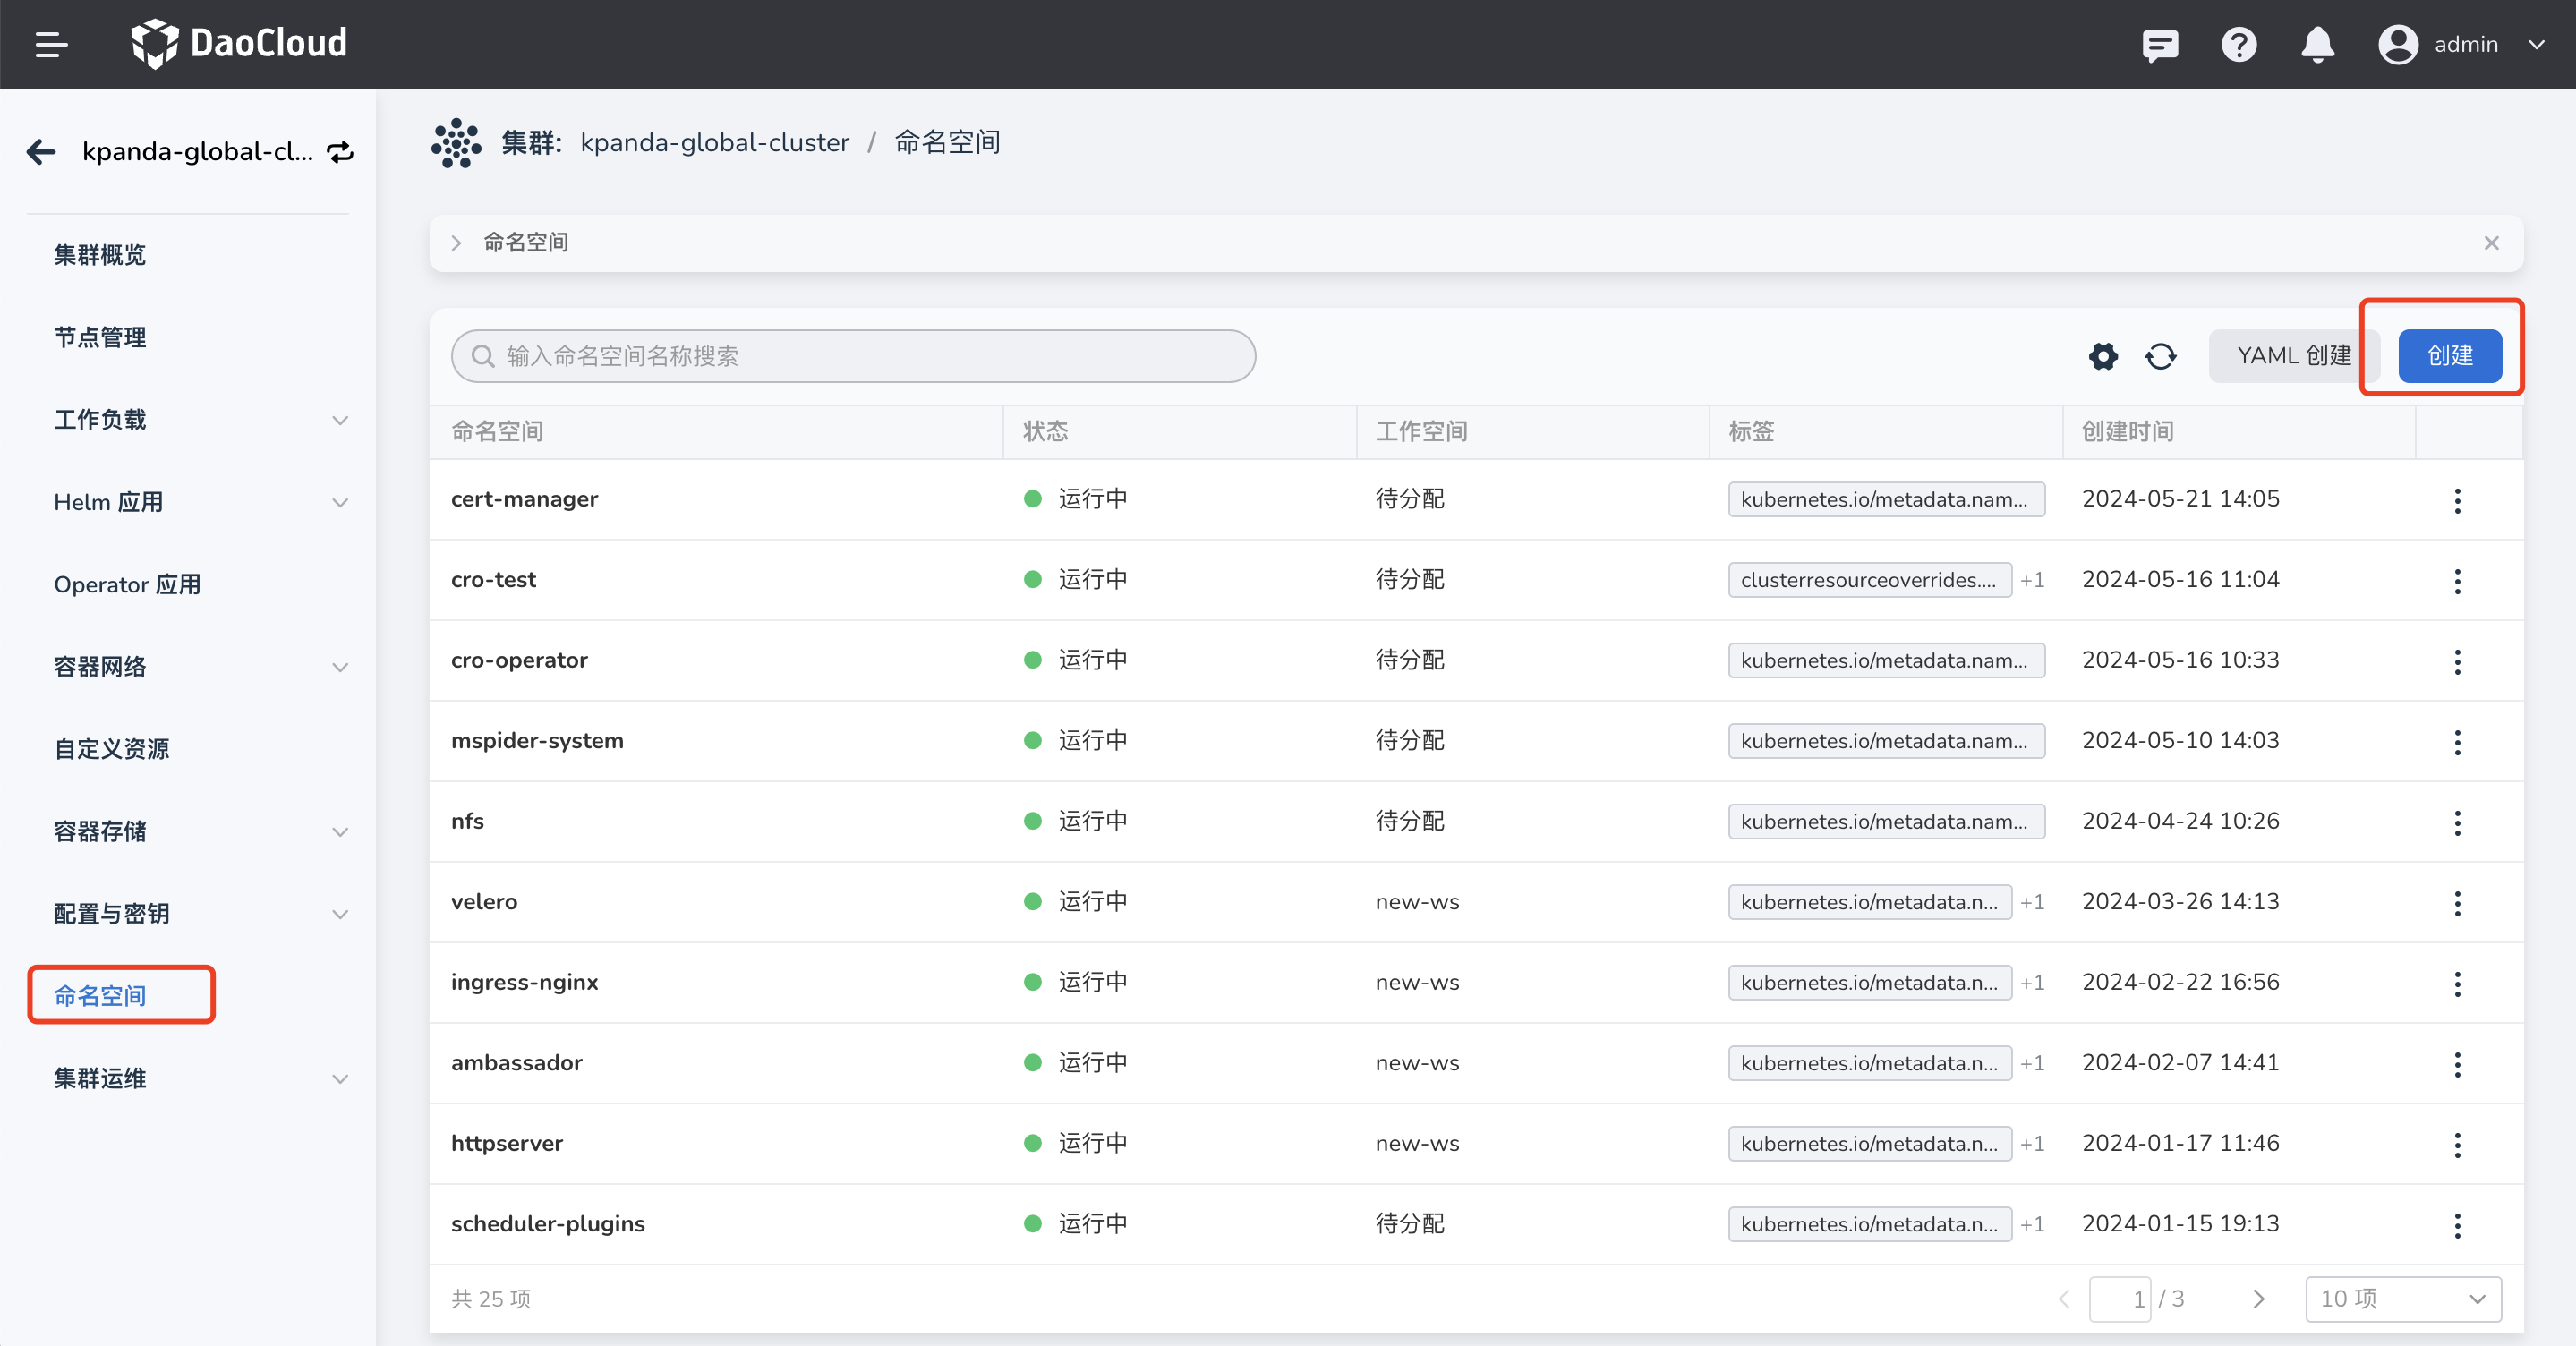 DaoCloud
admin
kpanda-global-cl...
集群概览
节点管理
工作负载
Helm 应用
Operator 应用
容器网络
自定义资源
容器存储
配置与密钥
命名空间
集群运维
集群: kpanda-global-cluster / 命名空间
命名空间
输入命名空间名称搜索
YAML 创建
创建
命名空间 状态 工作空间 标签 创建时间
cert-manager 运行中 待分配 kubernetes.io/metadata.nam... 2024-05-21 14:05
cro-test 运行中 待分配 clusterresourceoverrides.... +1 2024-05-16 11:04
cro-operator 运行中 待分配 kubernetes.io/metadata.nam... 2024-05-16 10:33
mspider-system 运行中 待分配 kubernetes.io/metadata.nam... 2024-05-10 14:03
nfs 运行中 待分配 kubernetes.io/metadata.nam... 2024-04-24 10:26
velero 运行中 new-ws kubernetes.io/metadata.n... +1 2024-03-26 14:13
ingress-nginx 运行中 new-ws kubernetes.io/metadata.n... +1 2024-02-22 16:56
ambassador 运行中 new-ws kubernetes.io/metadata.n... +1 2024-02-07 14:41
httpserver 运行中 new-ws kubernetes.io/metadata.n... +1 2024-01-17 11:46
scheduler-plugins 运行中 待分配 kubernetes.io/metadata.n... +1 2024-01-15 19:13
共 25 项
1 / 3
10 项